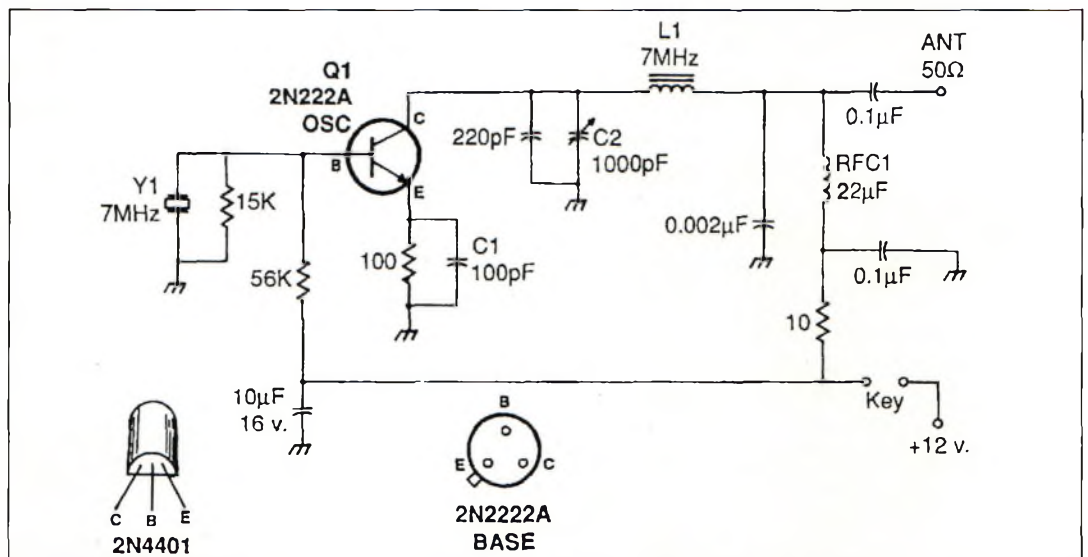 L1
7MHz
ANT
50Ω
Q1
2N222A
OSC
C
B
E
220pF
C2
1000pF
0.1µF
Y1
7MHz
15K
RFC1
22µF
0.002µF
56K
100
C1
100pF
0.1µF
10
10µF
16 v.
Key
+12 v.
C B E
2N4401
B
E
C
2N2222A
BASE